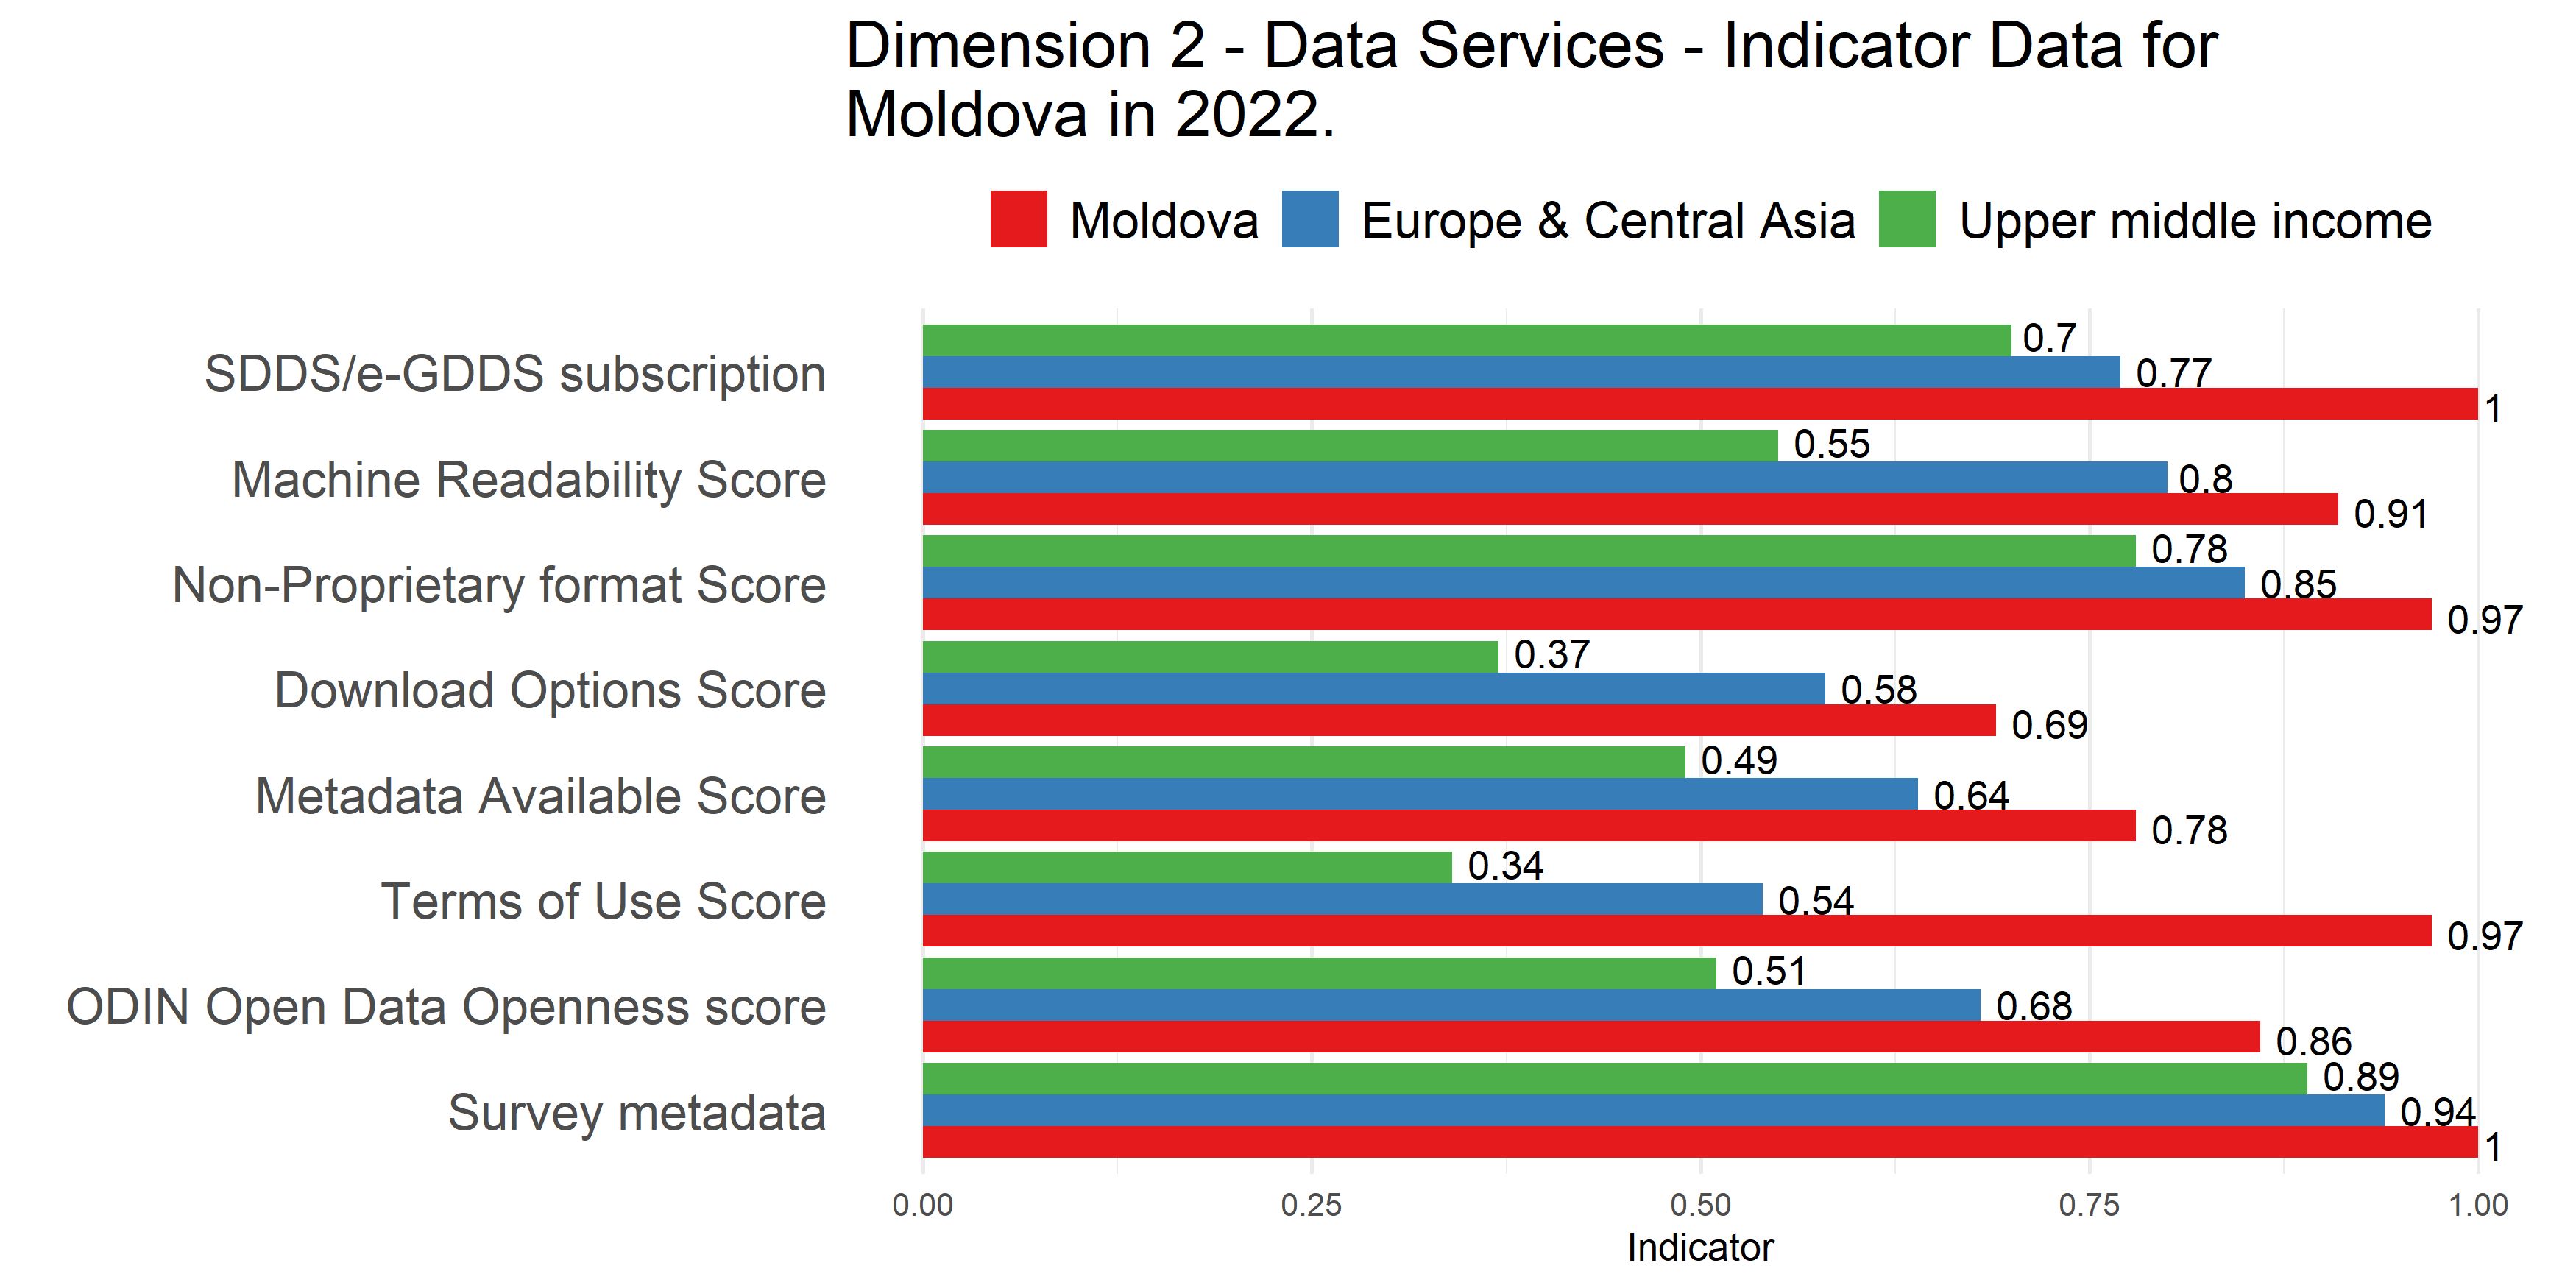 Dimension 2 - Data Services - Indicator Data for
Moldova in 2022.
Moldova Europe & Central Asia Upper middle income
SDDS/e-GDDS subscription
0.7
0.77
1
Machine Readability Score
0.55
0.8
0.91
Non-Proprietary format Score
0.78
0.85
0.97
Download Options Score
0.37
0.58
0.69
Metadata Available Score
0.49
0.64
0.78
Terms of Use Score
0.34
0.54
0.97
ODIN Open Data Openness score
0.51
0.68
0.86
Survey metadata
0.89
0.94
1
0.00 0.25 0.50 0.75 1.00
Indicator